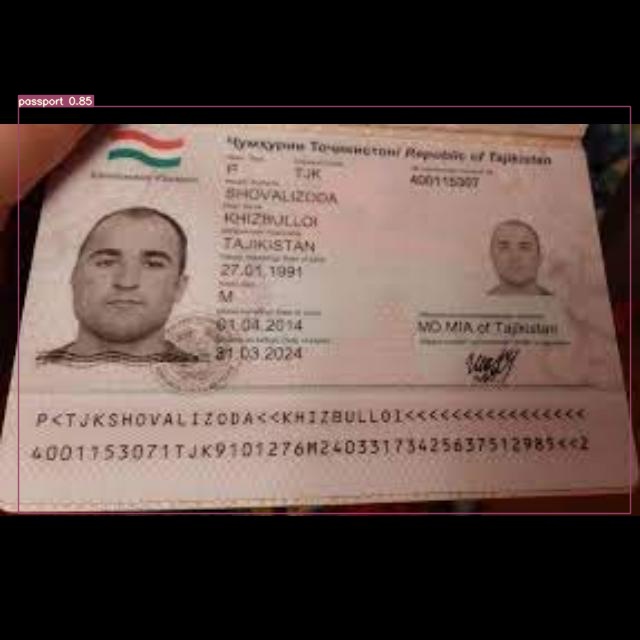 passport 0.85
Ҷумҳурии Тоҷикистон/ Republic of Tajikistan
P TJK 400115307
SHOVALIZODA
KHIZBULLOI
TAJIKISTAN
27.01.1991
M
01.04.2014
MO MIA of Tajikistan
31.03.2024
P<TJKSHOVALIZODA<<KHIZBULLOI<<<<<<<<<<<<<<<<<
4001153071TJK9101276M24033173425637512985<<2